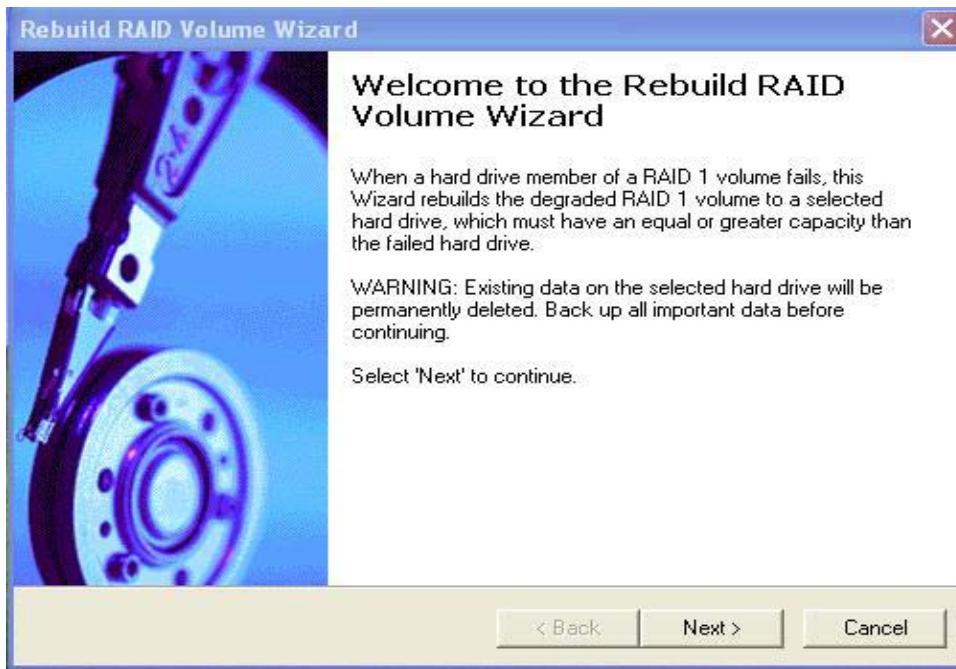 Rebuild RAID Volume Wizard
Welcome to the Rebuild RAID
Volume Wizard
When a hard drive member of a RAID 1 volume fails, this
Wizard rebuilds the degraded RAID 1 volume to a selected
hard drive, which must have an equal or greater capacity than
the failed hard drive.
WARNING: Existing data on the selected hard drive will be
permanently deleted. Back up all important data before
continuing.
Select 'Next' to continue.
< Back
Next >
Cancel